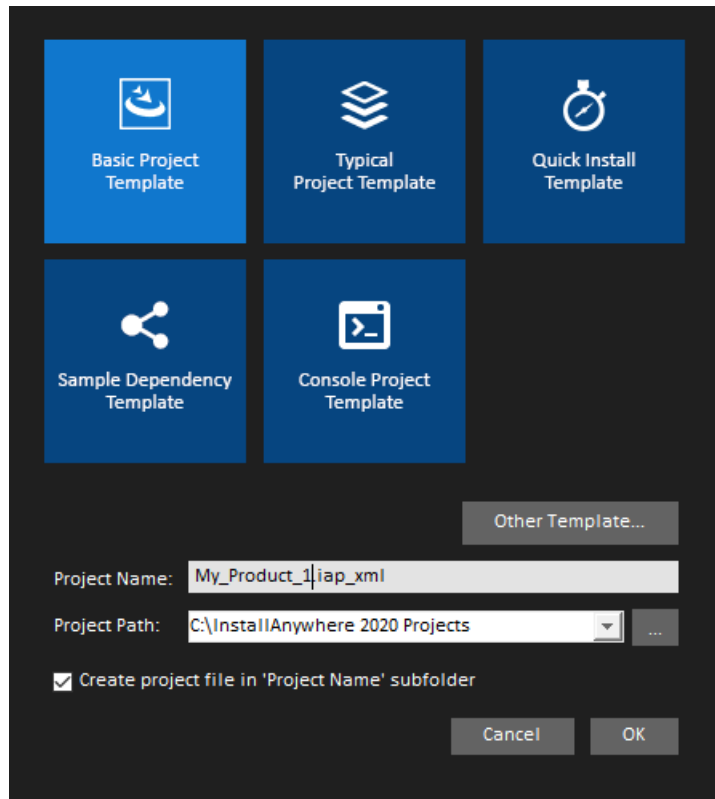 Basic Project
Template
Typical
Project Template
Quick Install
Template
Sample Dependency
Template
Console Project
Template
Other Template...
Project Name: My_Product_1.iap_xml
Project Path: C:\InstallAnywhere 2020 Projects ...
Create project file in 'Project Name' subfolder
Cancel OK